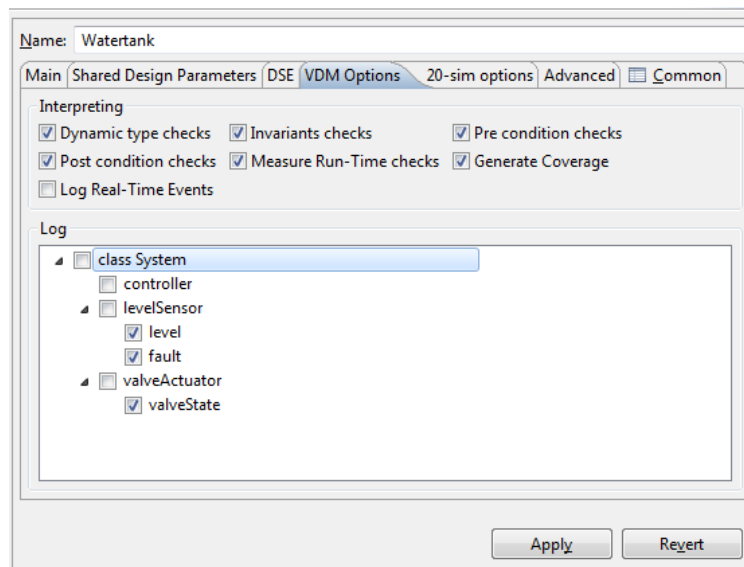 Name: Watertank
Main Shared Design Parameters DSE VDM Options 20-sim options Advanced Common
Interpreting
Dynamic type checks Invariants checks Pre condition checks
Post condition checks Measure Run-Time checks Generate Coverage
Log Real-Time Events
Log
class System
controller
levelSensor
level
fault
valveActuator
valveState
Apply Revert